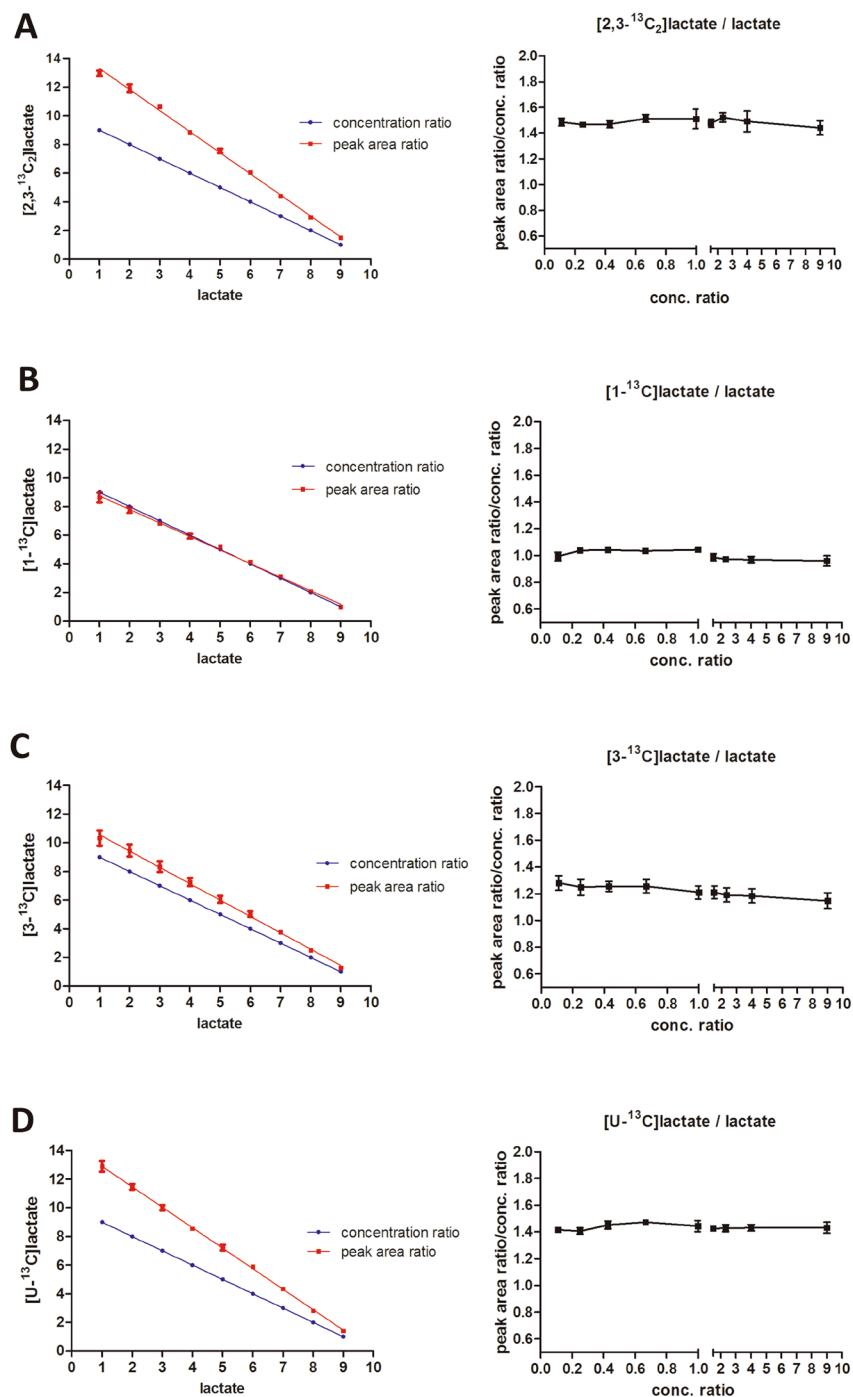 A
[2,3-¹³C₂]lactate / lactate
14
12
10
8
6
4
2
0
0 1 2 3 4 5 6 7 8 9 10
[2,3-¹³C₂]lactate
lactate
concentration ratio
peak area ratio
2.0
1.8
1.6
1.4
1.2
1.0
0.8
0.6
0.0 0.2 0.4 0.6 0.8 1.0 2 3 4 5 6 7 8 9 10
peak area ratio/conc. ratio
conc. ratio
B
[1-¹³C]lactate / lactate
14
12
10
8
6
4
2
0
0 1 2 3 4 5 6 7 8 9 10
[1-¹³C]lactate
lactate
concentration ratio
peak area ratio
2.0
1.8
1.6
1.4
1.2
1.0
0.8
0.6
0.0 0.2 0.4 0.6 0.8 1.0 2 3 4 5 6 7 8 9 10
peak area ratio/conc. ratio
conc. ratio
C
[3-¹³C]lactate / lactate
14
12
10
8
6
4
2
0
0 1 2 3 4 5 6 7 8 9 10
[3-¹³C]lactate
lactate
concentration ratio
peak area ratio
2.0
1.8
1.6
1.4
1.2
1.0
0.8
0.6
0.0 0.2 0.4 0.6 0.8 1.0 2 3 4 5 6 7 8 9 10
peak area ratio/conc. ratio
conc. ratio
D
[U-¹³C]lactate / lactate
14
12
10
8
6
4
2
0
0 1 2 3 4 5 6 7 8 9 10
[U-¹³C]lactate
lactate
concentration ratio
peak area ratio
2.0
1.8
1.6
1.4
1.2
1.0
0.8
0.6
0.0 0.2 0.4 0.6 0.8 1.0 2 3 4 5 6 7 8 9 10
peak area ratio/conc. ratio
conc. ratio